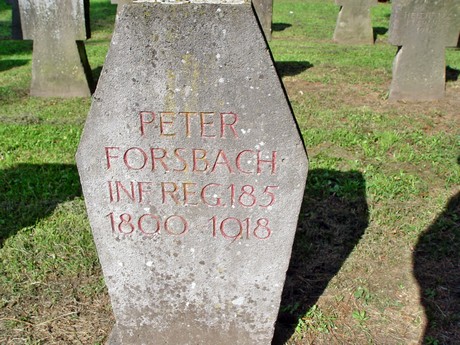 PETER
FORSBACH
INF. REG. 185
1890 1918